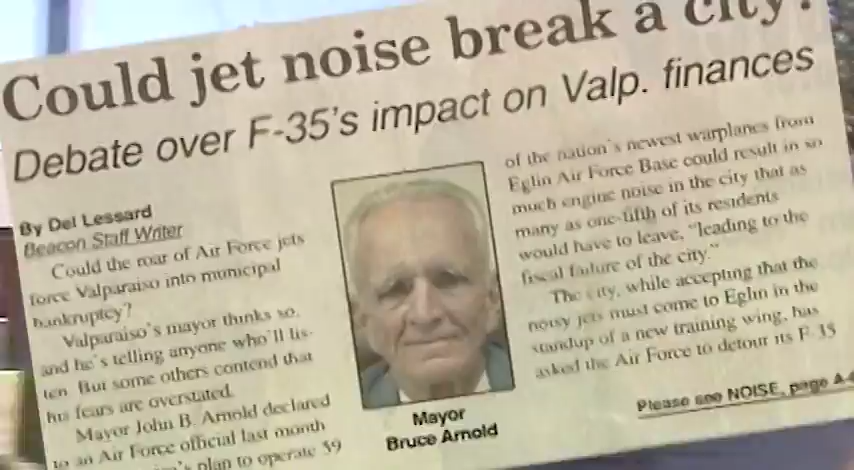 Could jet noise break a city?
Debate over F-35's impact on Valp. finances
By Del Lessard
Beacon Staff Writer
Could the roar of Air Force jets
force Valparaiso into municipal
bankruptcy?
Valparaiso's mayor thinks so,
and he's telling anyone who'll lis-
ten. But some others contend that
his fears are overstated.
Mayor John B. Arnold declared
to an Air Force official last month
plan to operate 59
Mayor
Bruce Arnold
of the nation's newest warplanes from
Eglin Air Force Base could result in so
much engine noise in the city that as
many as one-fifth of its residents
would have to leave, "leading to the
fiscal failure of the city."
The city, while accepting that the
noisy jets must come to Eglin in the
standup of a new training wing, has
asked the Air Force to detour its F-35
Please see NOISE, page A-